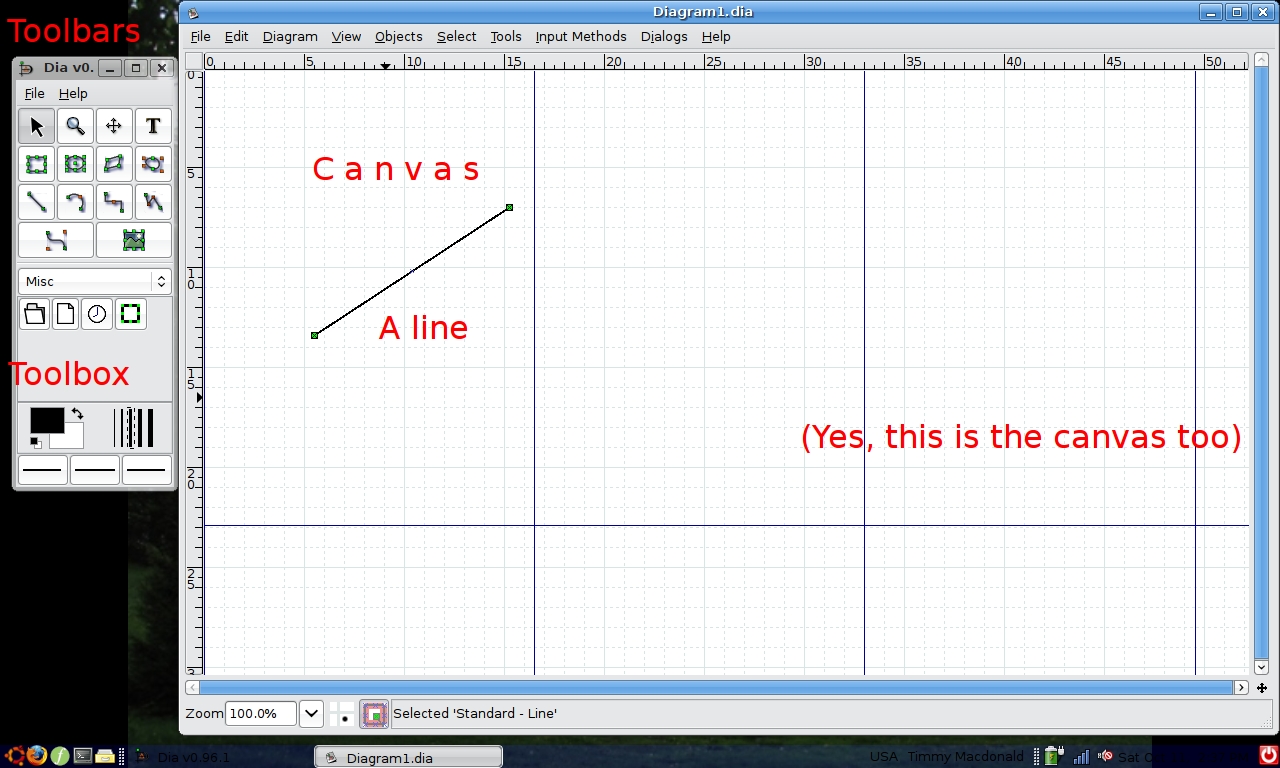 Toolbars
Diagram1.dia
File Edit Diagram View Objects Select Tools Input Methods Dialogs Help
Dia v0.
File Help
T
Misc
Toolbox
0 5 10 15 20 25 30 35 40 45 50
0
5
10
15
20
25
3
C a n v a s
A line
(Yes, this is the canvas too)
Zoom 100.0% Selected 'Standard - Line'
Dia v0.96.1 Diagram1.dia USA Timmy Macdonald Sat